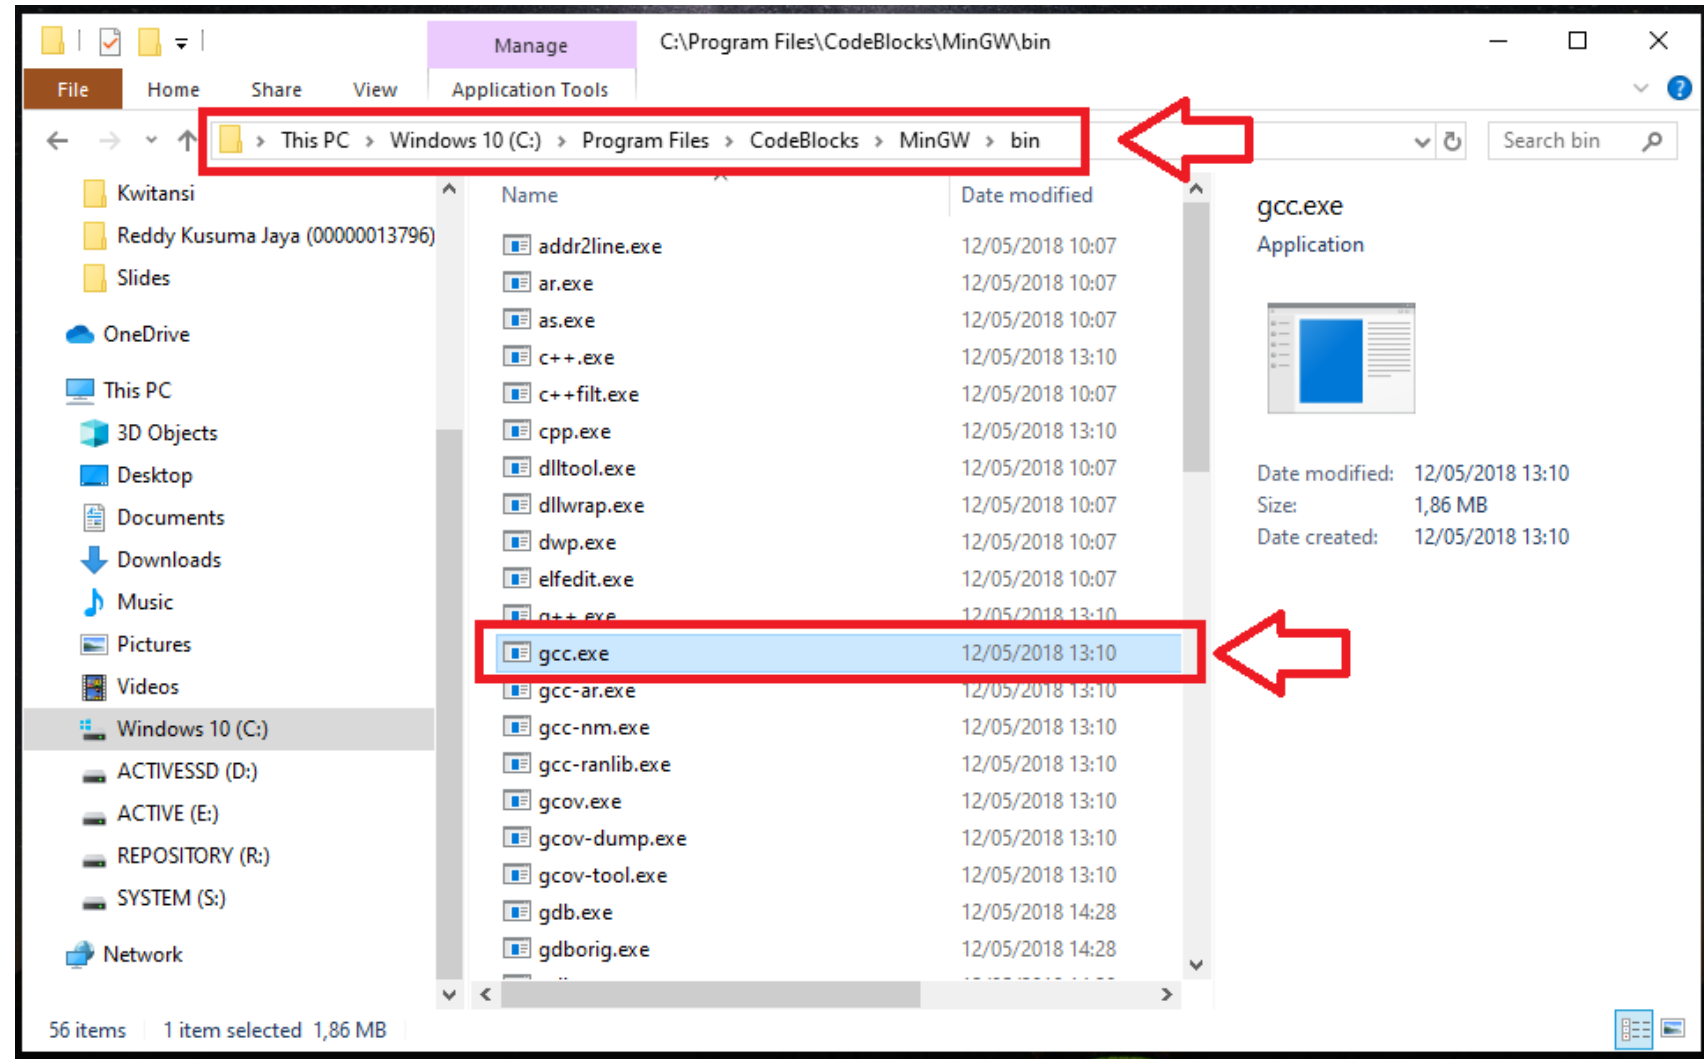 Manage
C:\Program Files\CodeBlocks\MinGW\bin
File Home Share View Application Tools
This PC > Windows 10 (C:) > Program Files > CodeBlocks > MinGW > bin
Search bin
Kwitansi
Reddy Kusuma Jaya (00000013796)
Slides
OneDrive
This PC
3D Objects
Desktop
Documents
Downloads
Music
Pictures
Videos
Windows 10 (C:)
ACTIVESSD (D:)
ACTIVE (E:)
REPOSITORY (R:)
SYSTEM (S:)
Network
Name Date modified
addr2line.exe 12/05/2018 10:07
ar.exe 12/05/2018 10:07
as.exe 12/05/2018 10:07
c++.exe 12/05/2018 13:10
c++filt.exe 12/05/2018 10:07
cpp.exe 12/05/2018 13:10
dlltool.exe 12/05/2018 10:07
dllwrap.exe 12/05/2018 10:07
dwp.exe 12/05/2018 10:07
elfedit.exe 12/05/2018 10:07
g++.exe 12/05/2018 13:10
gcc.exe 12/05/2018 13:10
gcc-ar.exe 12/05/2018 13:10
gcc-nm.exe 12/05/2018 13:10
gcc-ranlib.exe 12/05/2018 13:10
gcov.exe 12/05/2018 13:10
gcov-dump.exe 12/05/2018 13:10
gcov-tool.exe 12/05/2018 13:10
gdb.exe 12/05/2018 14:28
gdborig.exe 12/05/2018 14:28
gcc.exe
Application
Date modified: 12/05/2018 13:10
Size: 1,86 MB
Date created: 12/05/2018 13:10
56 items 1 item selected 1,86 MB